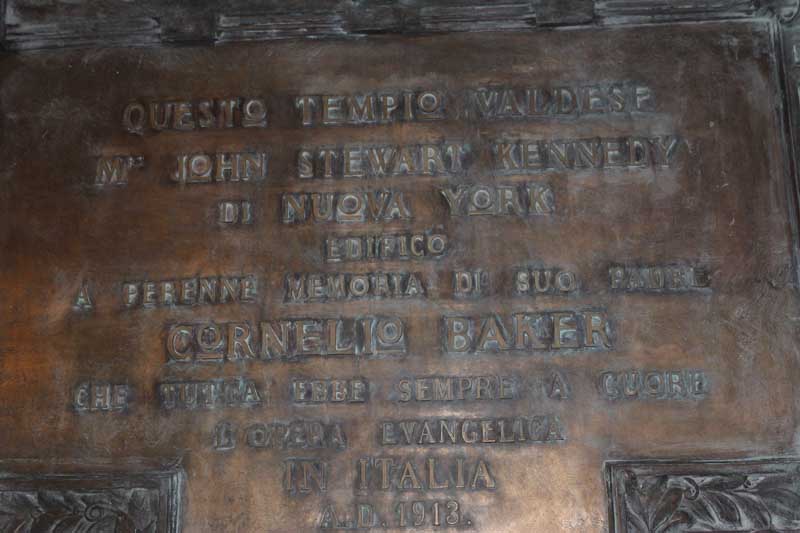 QUESTO TEMPIO VALDESE
Mrs JOHN STEWART KENNEDY
DI NUOVA YORK
EDIFICO'
A PERENNE MEMORIA DI SUO PADRE
CORNELIO BAKER
CHE TUTTA EBBE SEMPRE A CUORE
L'OPERA EVANGELICA
IN ITALIA
A.D. 1913.